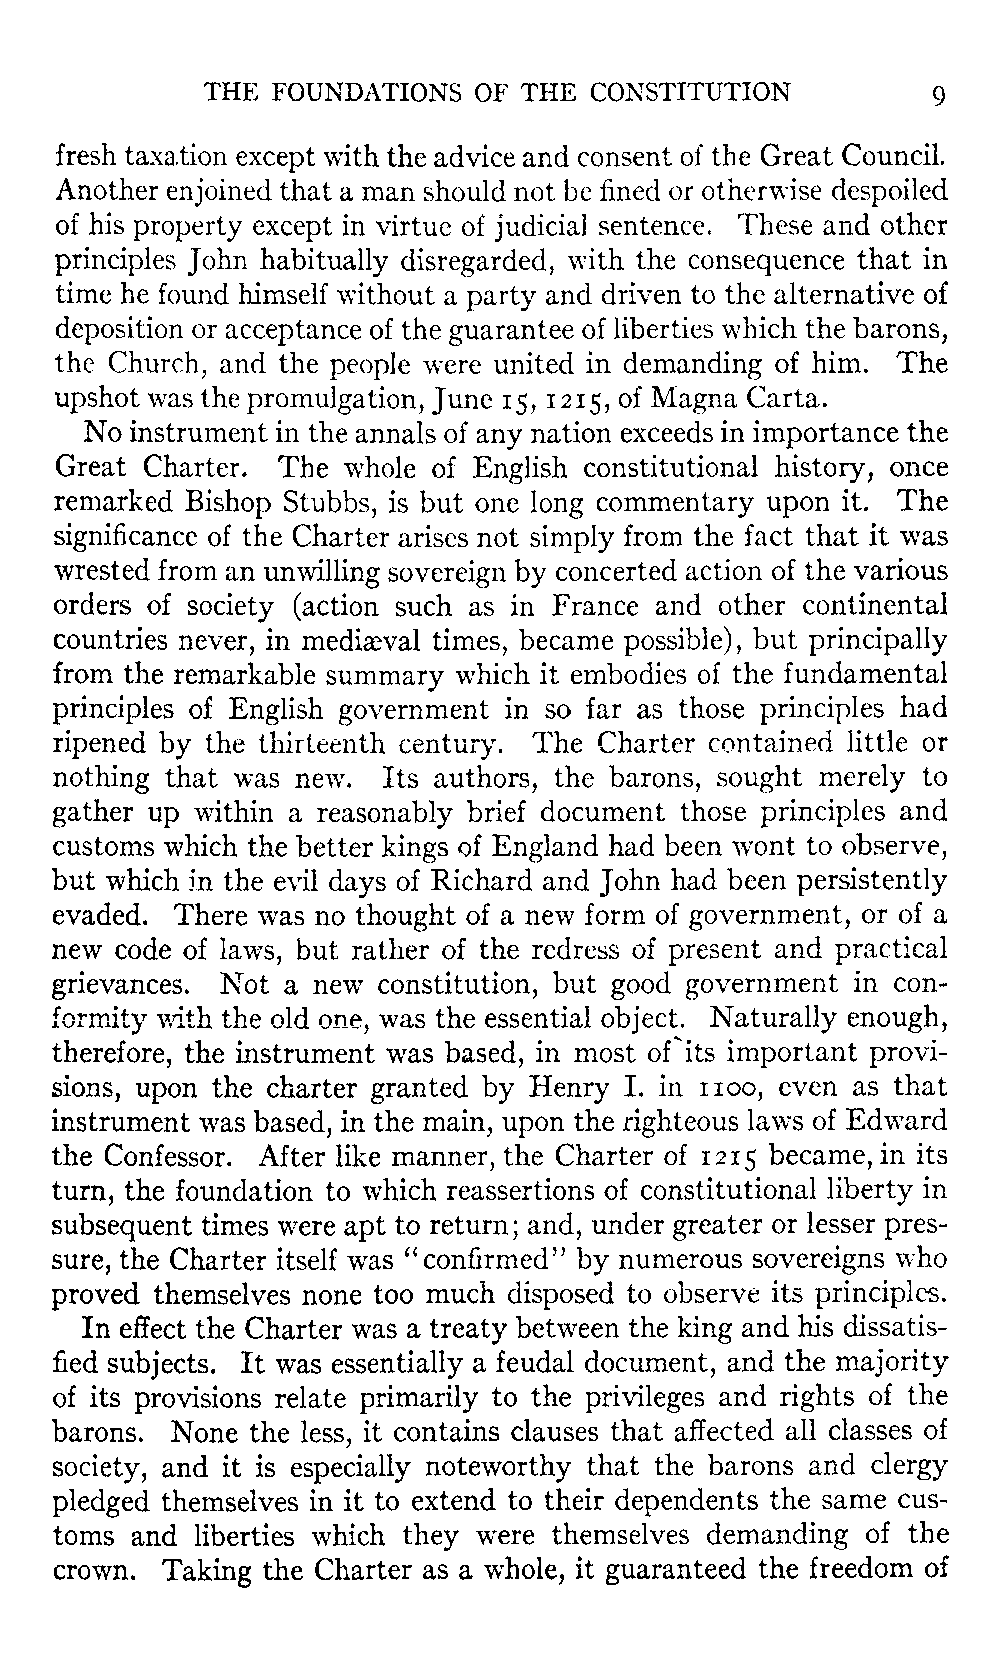 THE FOUNDATIONS OF THE CONSTITUTION 9
fresh taxation except with the advice and consent of the Great Council.
Another enjoined that a man should not be fined or otherwise despoiled
of his property except in virtue of judicial sentence. These and other
principles John habitually disregarded, with the consequence that in
time he found himself without a party and driven to the alternative of
deposition or acceptance of the guarantee of liberties which the barons,
the Church, and the people were united in demanding of him. The
upshot was the promulgation, June 15, 1215, of Magna Carta.
No instrument in the annals of any nation exceeds in importance the
Great Charter. The whole of English constitutional history, once
remarked Bishop Stubbs, is but one long commentary upon it. The
significance of the Charter arises not simply from the fact that it was
wrested from an unwilling sovereign by concerted action of the various
orders of society (action such as in France and other continental
countries never, in mediæval times, became possible), but principally
from the remarkable summary which it embodies of the fundamental
principles of English government in so far as those principles had
ripened by the thirteenth century. The Charter contained little or
nothing that was new. Its authors, the barons, sought merely to
gather up within a reasonably brief document those principles and
customs which the better kings of England had been wont to observe,
but which in the evil days of Richard and John had been persistently
evaded. There was no thought of a new form of government, or of a
new code of laws, but rather of the redress of present and practical
grievances. Not a new constitution, but good government in con-
formity with the old one, was the essential object. Naturally enough,
therefore, the instrument was based, in most of its important provi-
sions, upon the charter granted by Henry I. in 1100, even as that
instrument was based, in the main, upon the righteous laws of Edward
the Confessor. After like manner, the Charter of 1215 became, in its
turn, the foundation to which reassertions of constitutional liberty in
subsequent times were apt to return; and, under greater or lesser pres-
sure, the Charter itself was "confirmed" by numerous sovereigns who
proved themselves none too much disposed to observe its principles.
In effect the Charter was a treaty between the king and his dissatis-
fied subjects. It was essentially a feudal document, and the majority
of its provisions relate primarily to the privileges and rights of the
barons. None the less, it contains clauses that affected all classes of
society, and it is especially noteworthy that the barons and clergy
pledged themselves in it to extend to their dependents the same cus-
toms and liberties which they were themselves demanding of the
crown. Taking the Charter as a whole, it guaranteed the freedom of